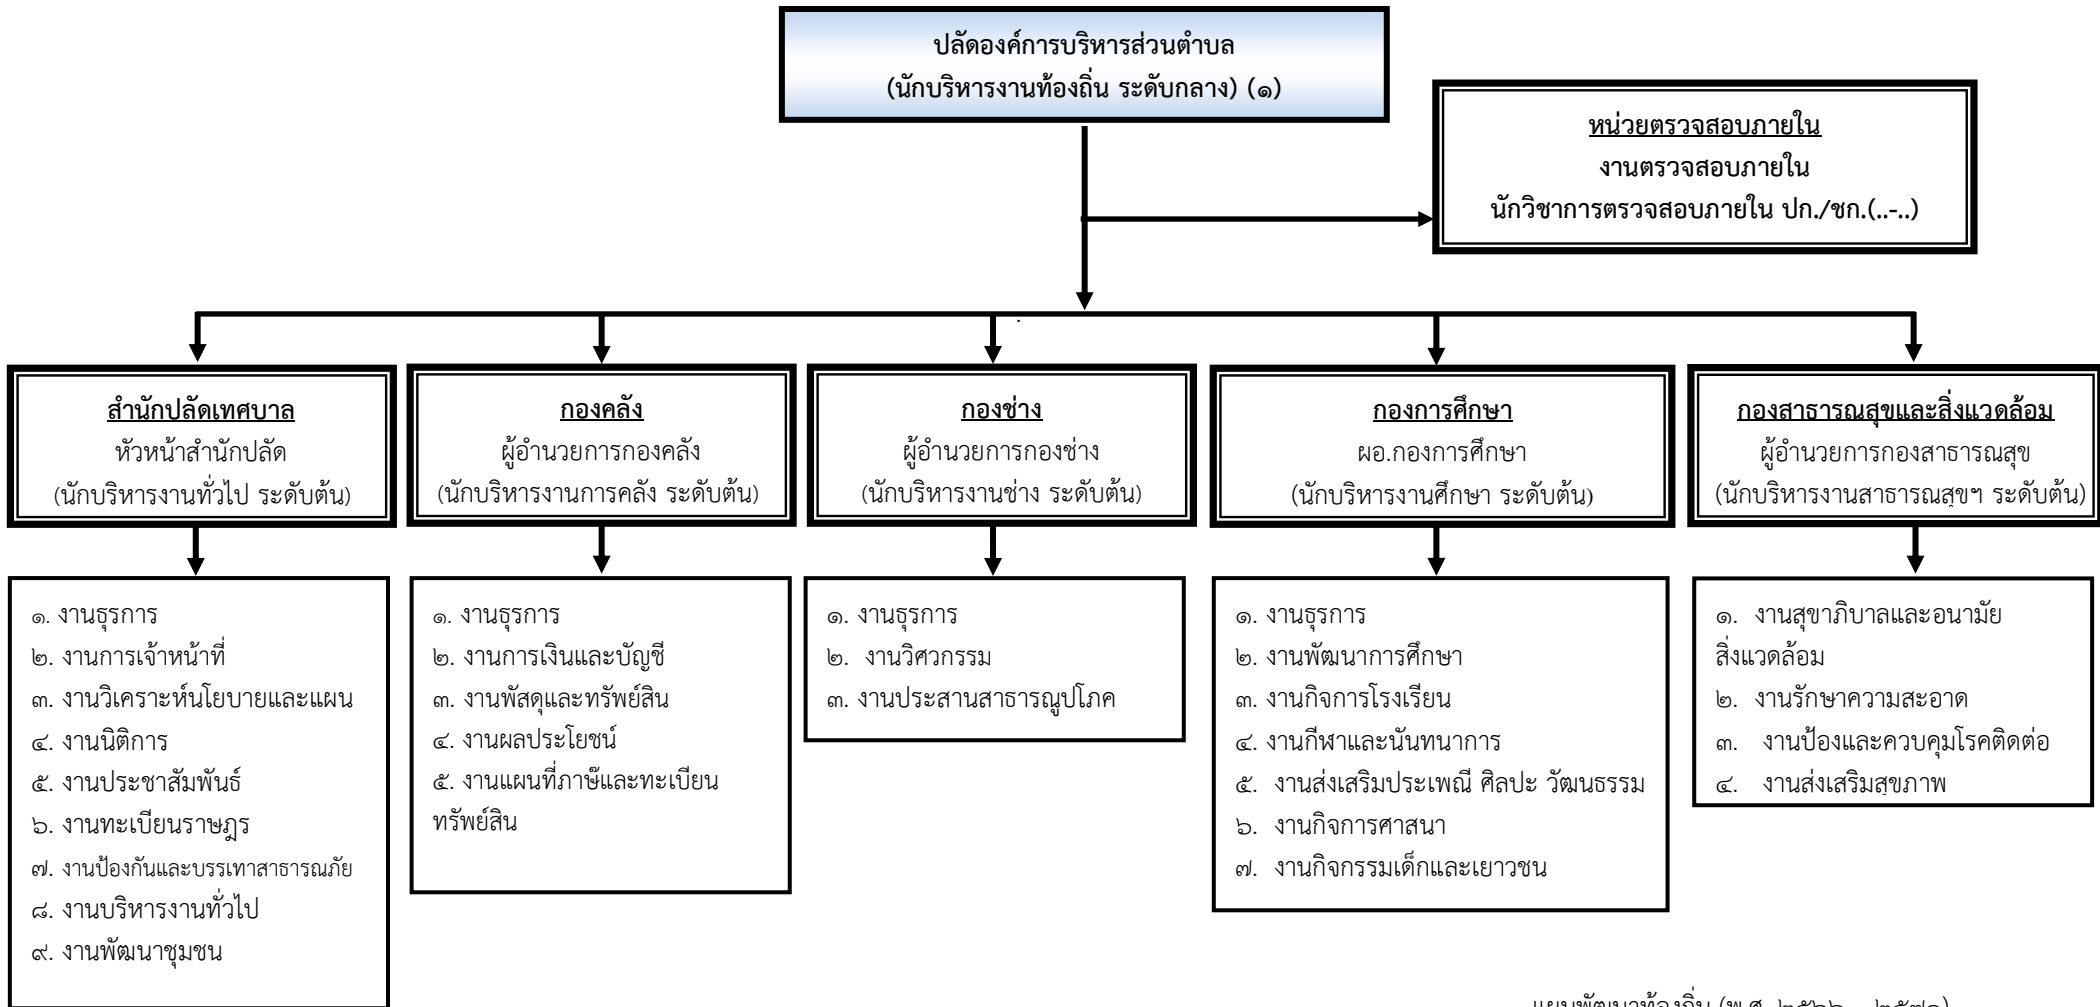 ปลัดองค์การบริหารส่วนตำบล
(นักบริหารงานท้องถิ่น ระดับกลาง) (๑)
หน่วยตรวจสอบภายใน
งานตรวจสอบภายใน
นักวิชาการตรวจสอบภายใน ปก./ชก.(..-..)
สำนักปลัดเทศบาล
หัวหน้าสำนักปลัด
(นักบริหารงานทั่วไป ระดับต้น)
กองคลัง
ผู้อำนวยการกองคลัง
(นักบริหารงานการคลัง ระดับต้น)
กองช่าง
ผู้อำนวยการกองช่าง
(นักบริหารงานช่าง ระดับต้น)
กองการศึกษา
ผอ.กองการศึกษา
(นักบริหารงานศึกษา ระดับต้น)
กองสาธารณสุขและสิ่งแวดล้อม
ผู้อำนวยการกองสาธารณสุข
(นักบริหารงานสาธารณสุขฯ ระดับต้น)
๑. งานธุรการ
๒. งานการเจ้าหน้าที่
๓. งานวิเคราะห์นโยบายและแผน
๔. งานนิติการ
๕. งานประชาสัมพันธ์
๖. งานทะเบียนราษฎร
๗. งานป้องกันและบรรเทาสาธารณภัย
๘. งานบริหารงานทั่วไป
๙. งานพัฒนาชุมชน
๑. งานธุรการ
๒. งานการเงินและบัญชี
๓. งานพัสดุและทรัพย์สิน
๔. งานผลประโยชน์
๕. งานแผนที่ภาษีและทะเบียน
ทรัพย์สิน
๑. งานธุรการ
๒. งานวิศวกรรม
๓. งานประสานสาธารณูปโภค
๑. งานธุรการ
๒. งานพัฒนาการศึกษา
๓. งานกิจการโรงเรียน
๔. งานกีฬาและนันทนาการ
๕. งานส่งเสริมประเพณี ศิลปะ วัฒนธรรม
๖. งานกิจการศาสนา
๗. งานกิจกรรมเด็กและเยาวชน
๑. งานสุขาภิบาลและอนามัย
สิ่งแวดล้อม
๒. งานรักษาความสะอาด
๓. งานป้องและควบคุมโรคติดต่อ
๔. งานส่งเสริมสุขภาพ
แผนพัฒนาท้องถิ่น (พ.ศ. ๒๕๖๖ - ๒๕๗๐)